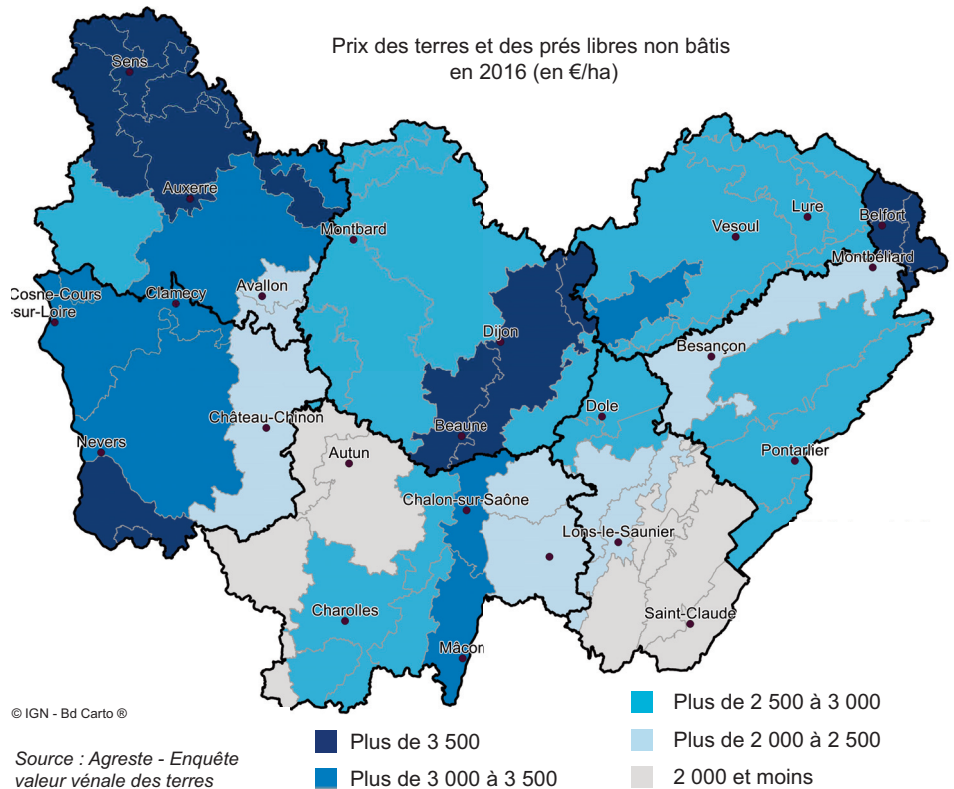 Prix des terres et des prés libres non bâtis
en 2016 (en €/ha)
Sens
Auxerre
Montbard
Vesoul
Lure
Belfort
Montbéliard
Cosne-Cours
-sur-Loire
Clamecy
Avallon
Dijon
Besançon
Château-Chinon
Beaune
Dole
Nevers
Autun
Pontarlier
Chalon-sur-Saône
Lons-le-Saunier
Charolles
Saint-Claude
Mâcon
© IGN - Bd Carto ®
Source : Agreste - Enquête
valeur vénale des terres
Plus de 3 500
Plus de 3 000 à 3 500
Plus de 2 500 à 3 000
Plus de 2 000 à 2 500
2 000 et moins